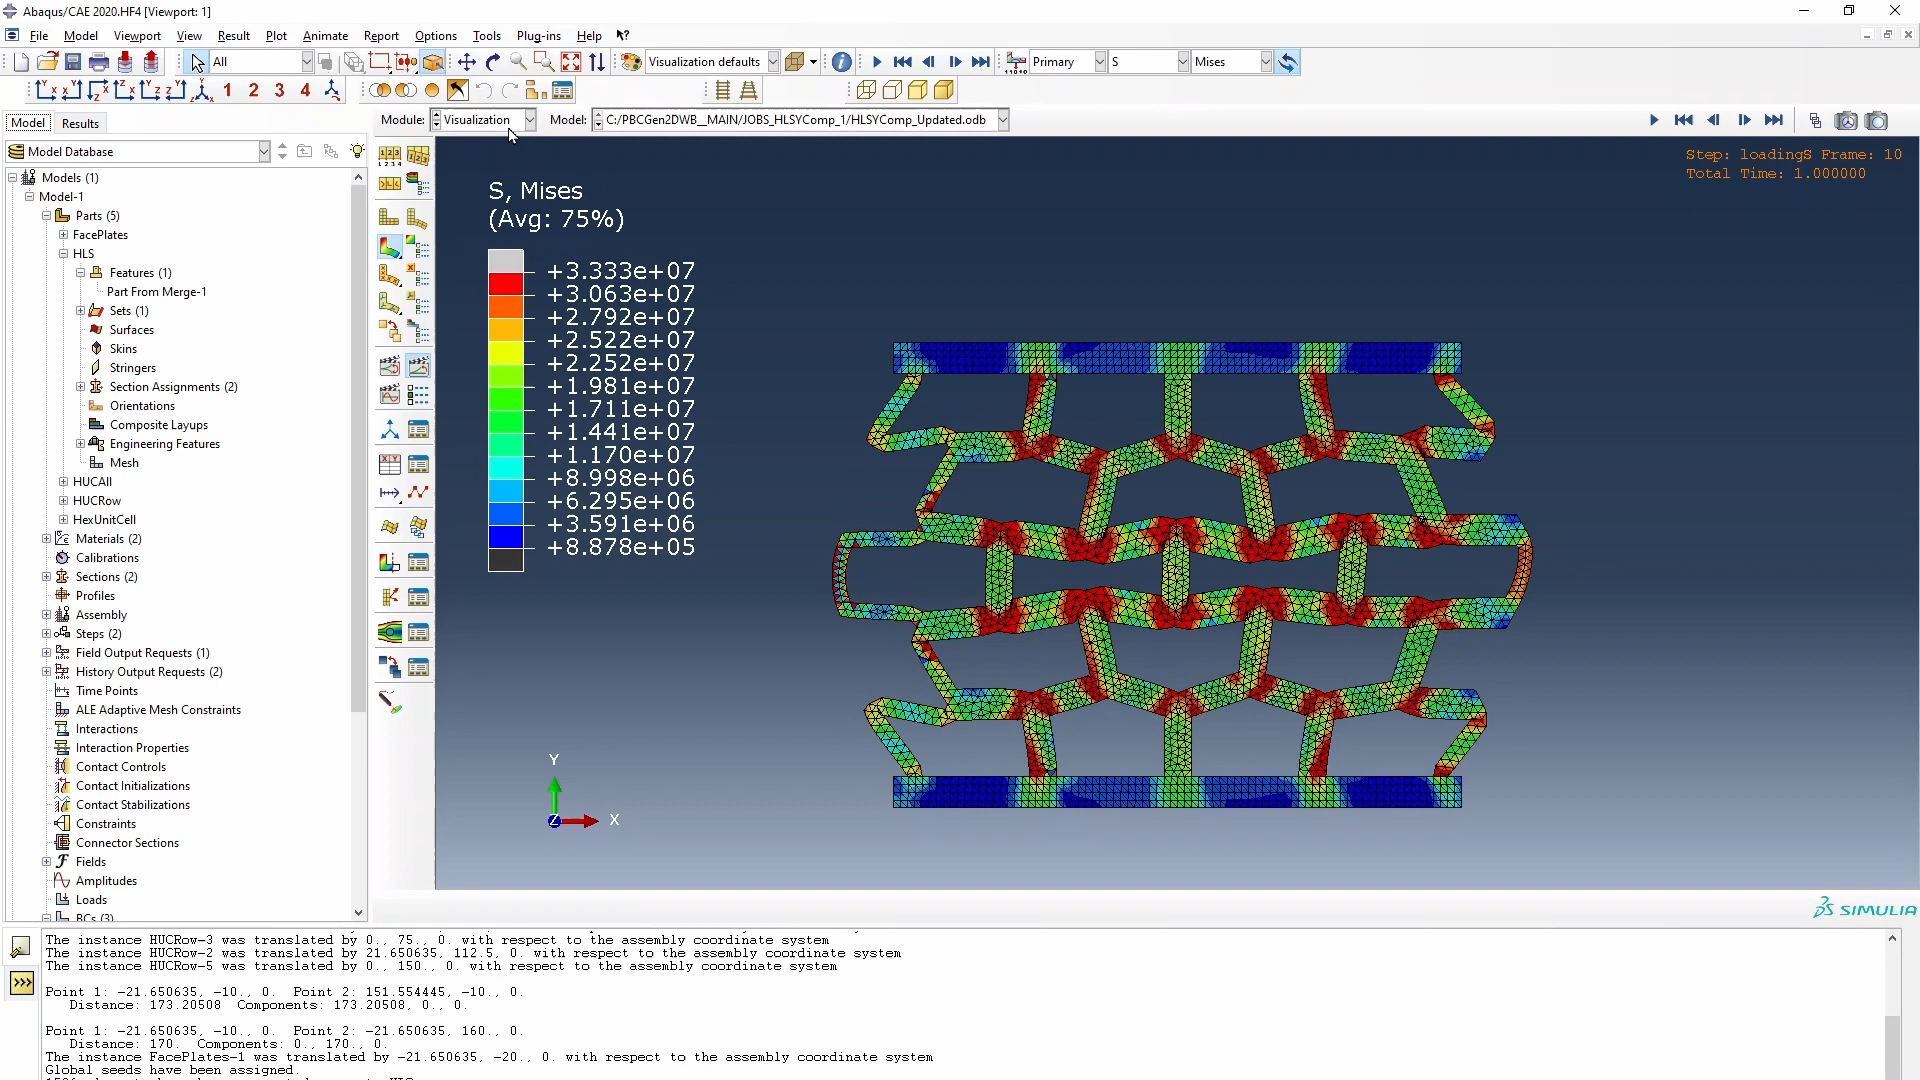 Abaqus/CAE 2020.HF4 [Viewport: 1]
File Model Viewport View Result Plot Animate Report Options Tools Plug-ins Help
All Visualization defaults Primary S Mises
1 2 3 4
Model Results Module: Visualization Model: C:/PBCGen2DWB__MAIN/JOBS_HLSYComp_1/HLSYComp_Updated.odb
Model Database
Models (1)
Model-1
Parts (5)
FacePlates
HLS
Features (1)
Part From Merge-1
Sets (1)
Surfaces
Skins
Stringers
Section Assignments (2)
Orientations
Composite Layups
Engineering Features
Mesh
HUCAll
HUCRow
HexUnitCell
Materials (2)
Calibrations
Sections (2)
Profiles
Assembly
Steps (2)
Field Output Requests (1)
History Output Requests (2)
Time Points
ALE Adaptive Mesh Constraints
Interactions
Interaction Properties
Contact Controls
Contact Initializations
Contact Stabilizations
Constraints
Connector Sections
Fields
Amplitudes
Loads
BCs (3)
Step: loadingS Frame: 10
Total Time: 1.000000
S, Mises
(Avg: 75%)
+3.333e+07
+3.063e+07
+2.792e+07
+2.522e+07
+2.252e+07
+1.981e+07
+1.711e+07
+1.441e+07
+1.170e+07
+8.998e+06
+6.295e+06
+3.591e+06
+8.878e+05
Y
Z X
SIMULIA
The instance HUCRow-3 was translated by 0., 75., 0. with respect to the assembly coordinate system
The instance HUCRow-2 was translated by 21.650635, 112.5, 0. with respect to the assembly coordinate system
The instance HUCRow-5 was translated by 0., 150., 0. with respect to the assembly coordinate system
Point 1: -21.650635, -10., 0. Point 2: 151.554445, -10., 0.
Distance: 173.20508 Components: 173.20508, 0., 0.
Point 1: -21.650635, -10., 0. Point 2: -21.650635, 160., 0.
Distance: 170. Components: 0., 170., 0.
The instance FacePlates-1 was translated by -21.650635, -20., 0. with respect to the assembly coordinate system
Global seeds have been assigned.